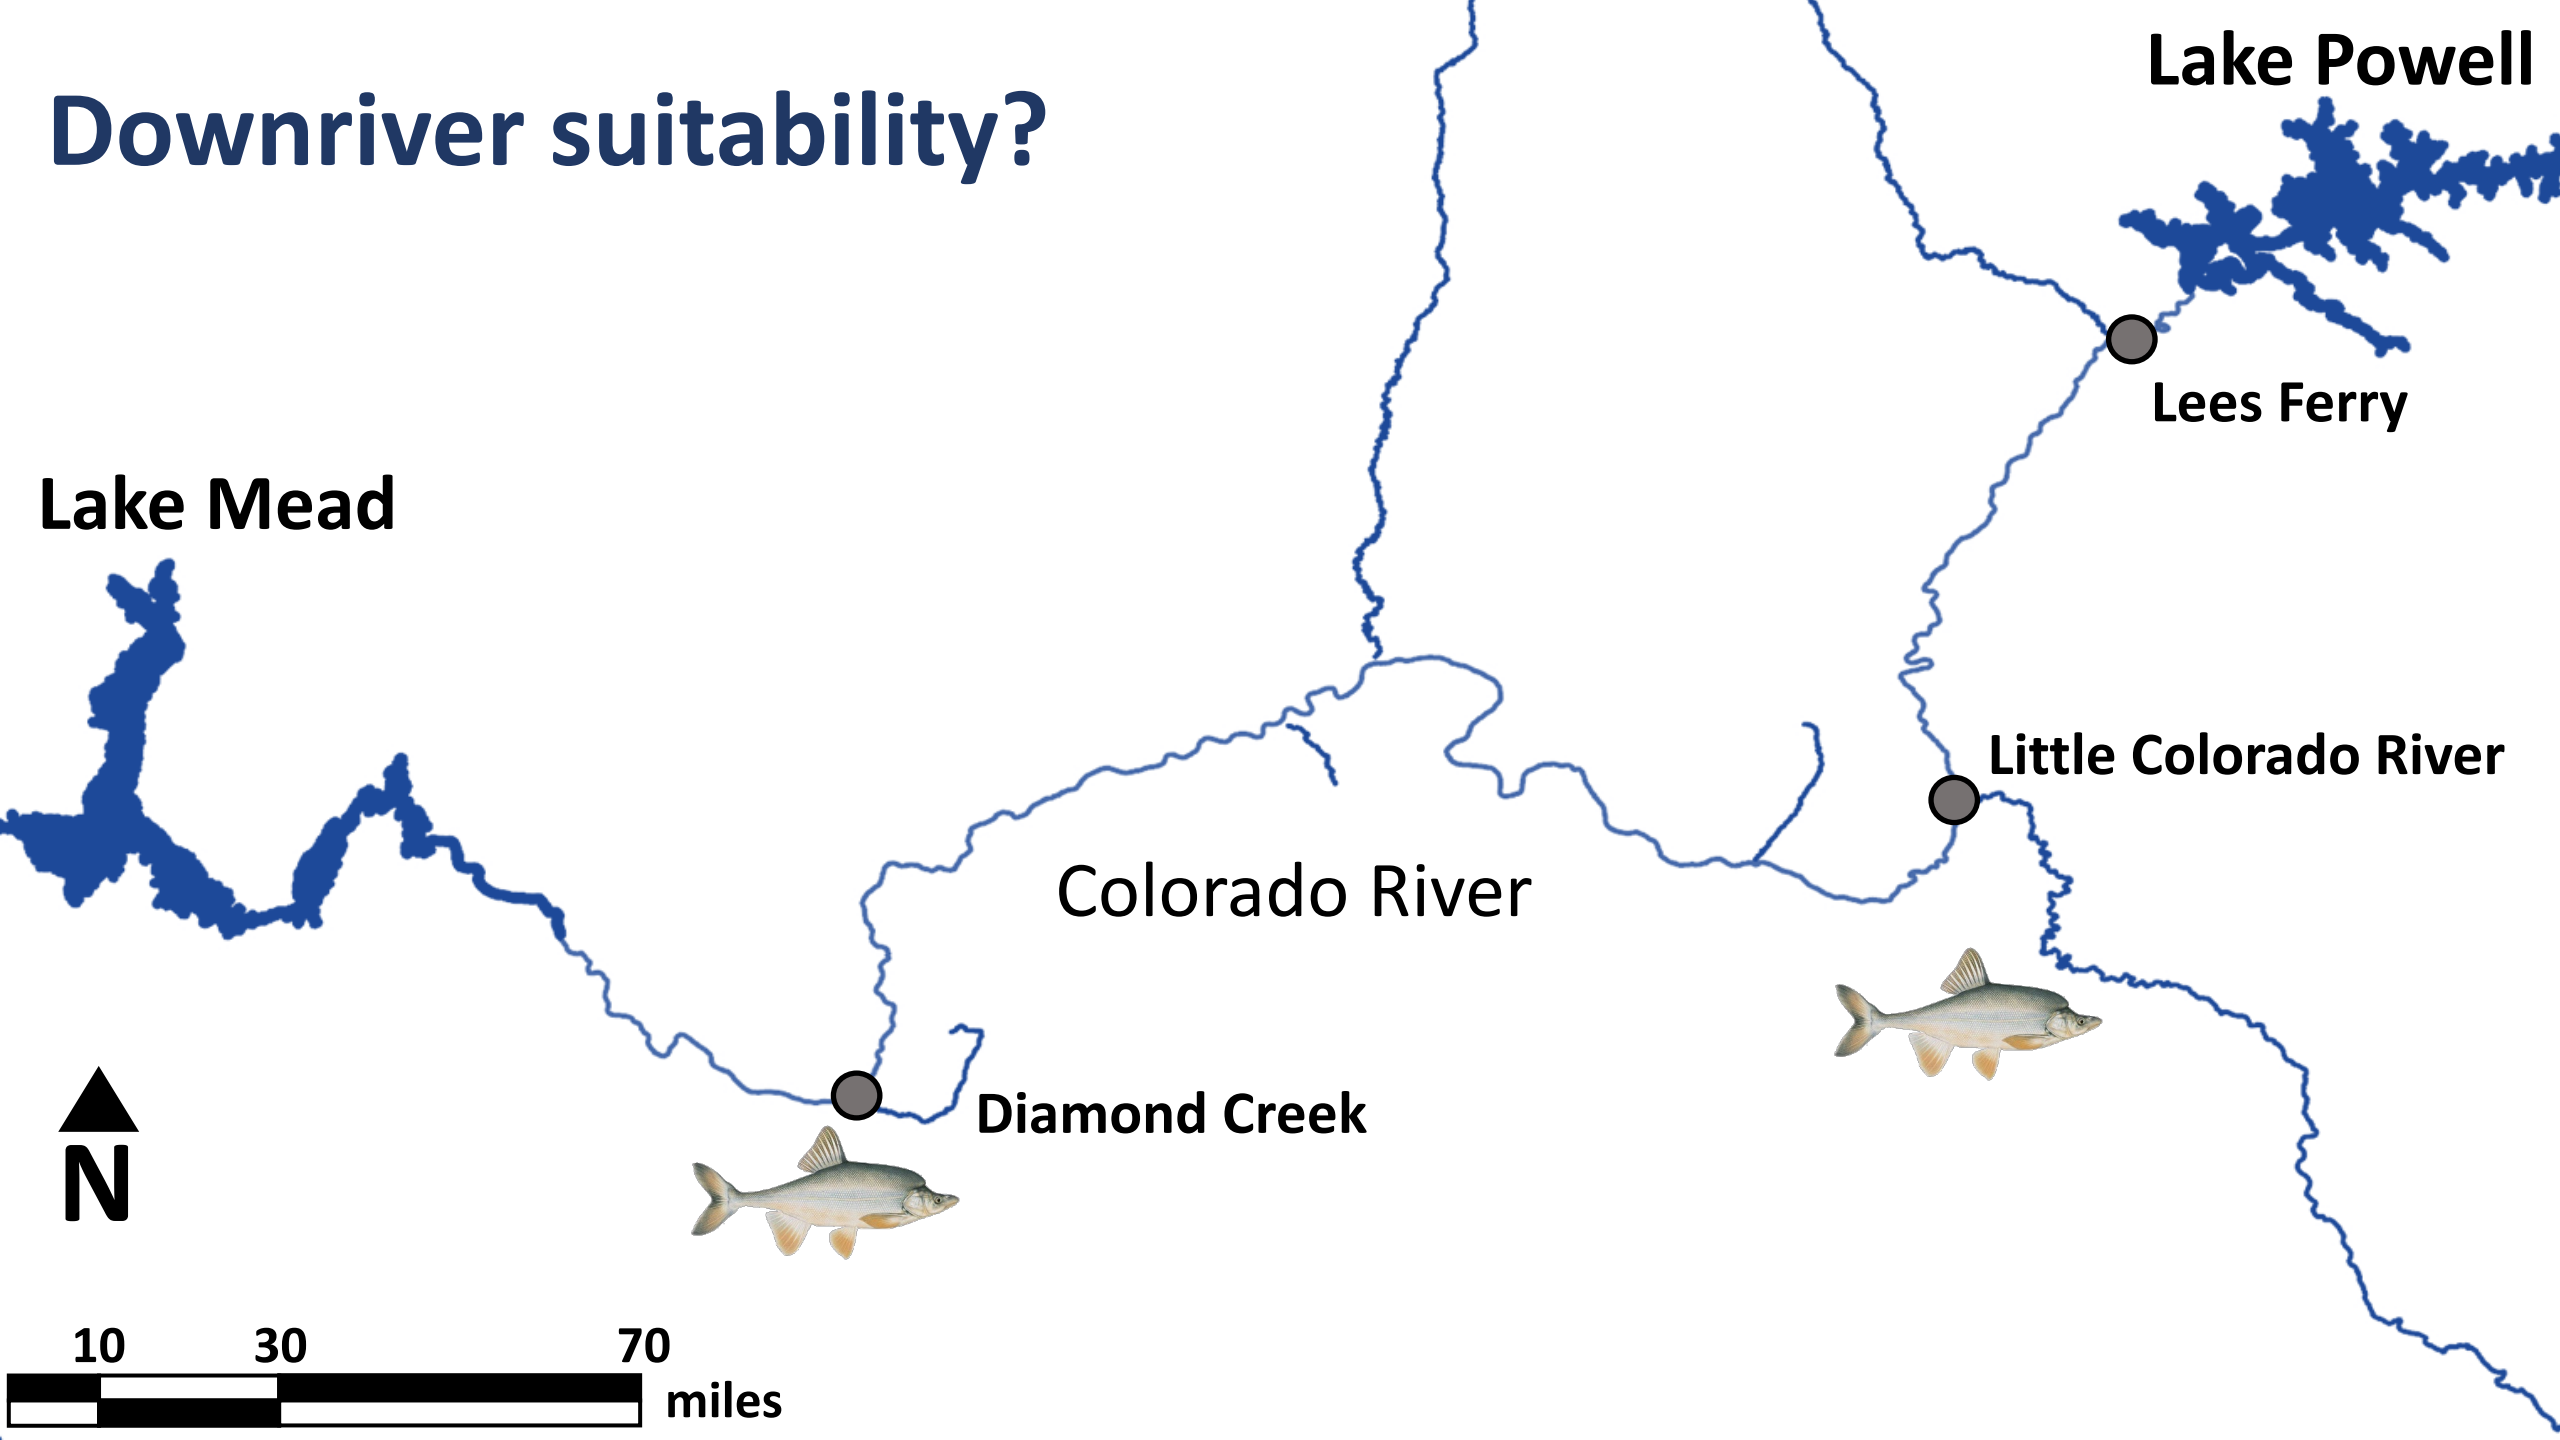 Lake Powell
Downriver suitability?
Lees Ferry
Lake Mead
Little Colorado River
Colorado River
Diamond Creek
N
10 30 70
miles